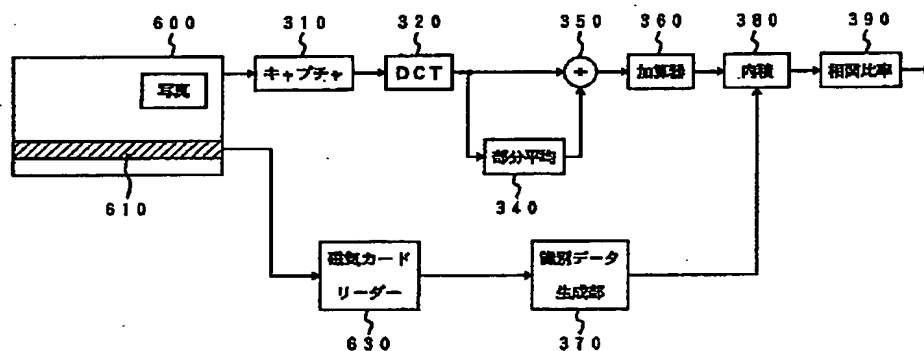 600
310
320
350
360
380
390
写真
キャプチャ
DCT
加算器
内積
相関比率
部分平均
340
610
磁気カード
リーダー
識別データ
生成部
630
370